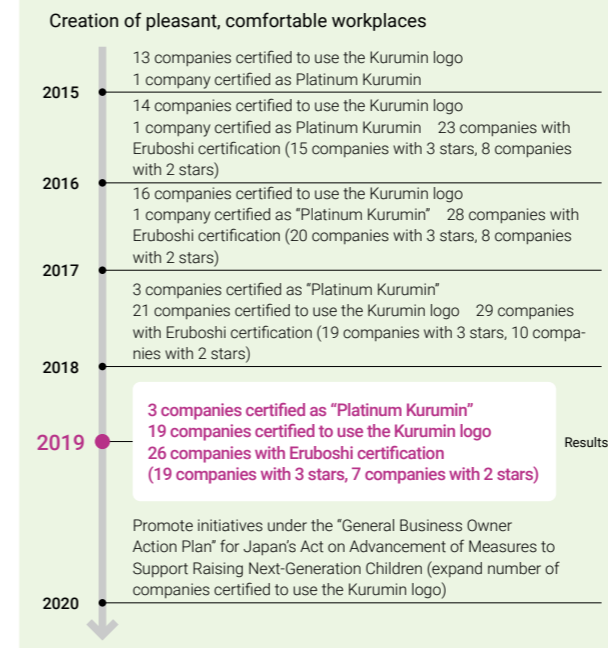 Creation of pleasant, comfortable workplaces
13 companies certified to use the Kurumin logo
1 company certified as Platinum Kurumin
2015
14 companies certified to use the Kurumin logo
1 company certified as Platinum Kurumin 23 companies with
Eruboshi certification (15 companies with 3 stars, 8 companies
with 2 stars)
2016
16 companies certified to use the Kurumin logo
1 company certified as “Platinum Kurumin” 28 companies with
Eruboshi certification (20 companies with 3 stars, 8 companies
with 2 stars)
2017
3 companies certified as “Platinum Kurumin”
21 companies certified to use the Kurumin logo 29 companies
with Eruboshi certification (19 companies with 3 stars, 10 compa-
nies with 2 stars)
2018
3 companies certified as “Platinum Kurumin”
19 companies certified to use the Kurumin logo
26 companies with Eruboshi certification
(19 companies with 3 stars, 7 companies with 2 stars)
2019
Results
Promote initiatives under the “General Business Owner
Action Plan” for Japan’s Act on Advancement of Measures to
Support Raising Next-Generation Children (expand number of
companies certified to use the Kurumin logo)
2020